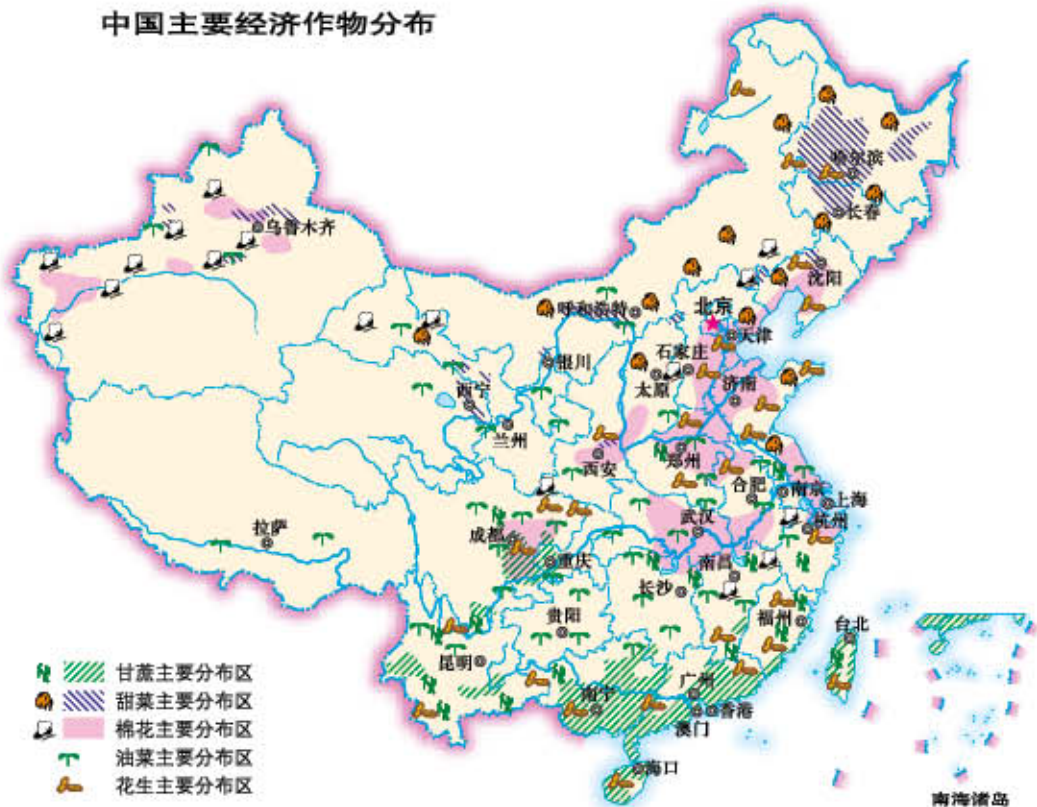 中国主要经济作物分布
哈尔滨
长春
乌鲁木齐
沈阳
呼和浩特
北京
天津
银川
石家庄
太原
济南
西宁
兰州
西安
郑州
合肥
南京
上海
成都
武汉
杭州
拉萨
重庆
南昌
长沙
贵阳
福州
台北
昆明
广州
南宁
香港
澳门
海口
甘蔗主要分布区
甜菜主要分布区
棉花主要分布区
油菜主要分布区
花生主要分布区
南海诸岛